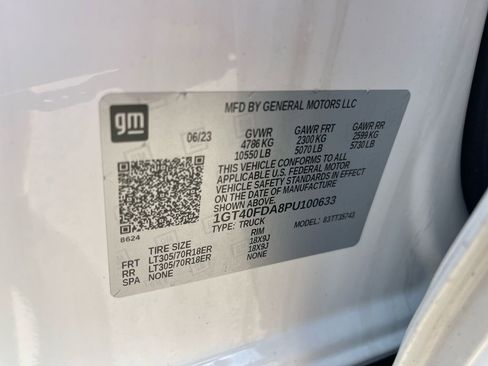 gm
MFD BY GENERAL MOTORS LLC
06/23 GVWR GAWR FRT GAWR RR
4786 KG 2300 KG 2599 KG
10550 LB 5070 LB 5730 LB
THIS VEHICLE CONFORMS TO ALL
APPLICABLE U.S. FEDERAL MOTOR
VEHICLE SAFETY STANDARDS IN EFFECT
ON THE DATE OF MANUFACTURE
SHOWN ABOVE.
1GT40FDA8PU100633
TYPE: TRUCK MODEL: 83TT35743
8624
TIRE SIZE RIM
FRT LT305/70R18ER 18X9J
RR LT305/70R18ER 18X9J
SPA NONE NONE